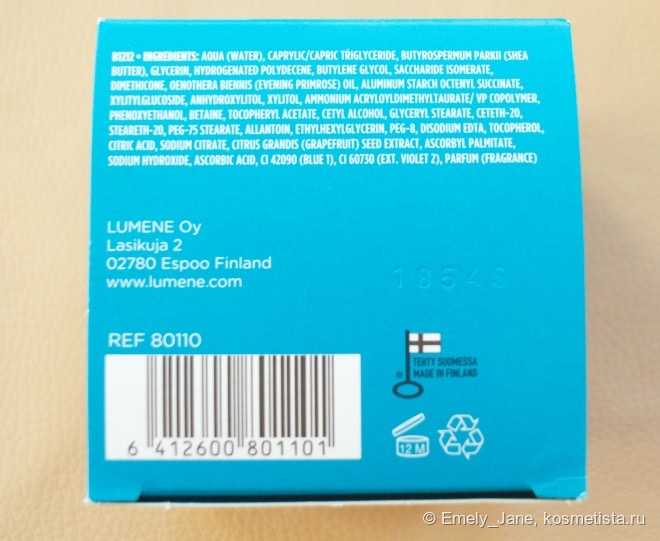 B1212 • INGREDIENTS: AQUA (WATER), CAPRYLIC/CAPRIC TRIGLYCERIDE, BUTYROSPERMUM PARKII (SHEA
BUTTER), GLYCERIN, HYDROGENATED POLYDECENE, BUTYLENE GLYCOL, SACCHARIDE ISOMERATE,
DIMETHICONE, OENOTHERA BIENNIS (EVENING PRIMROSE) OIL, ALUMINUM STARCH OCTENYL SUCCINATE,
XYLITYLGLUCOSIDE, ANHYDROXYLITOL, XYLITOL, AMMONIUM ACRYLOYLDIMETHYLTAURATE/ VP COPOLYMER,
PHENOXYETHANOL, BETAINE, TOCOPHERYL ACETATE, CETYL ALCOHOL, GLYCERYL STEARATE, CETETH-20,
STEARETH-20, PEG-75 STEARATE, ALLANTOIN, ETHYLHEXYLGLYCERIN, PEG-8, DISODIUM EDTA, TOCOPHEROL,
CITRIC ACID, SODIUM CITRATE, CITRUS GRANDIS (GRAPEFRUIT) SEED EXTRACT, ASCORBYL PALMITATE,
SODIUM HYDROXIDE, ASCORBIC ACID, CI 42090 (BLUE 1), CI 60730 (EXT. VIOLET 2), PARFUM (FRAGRANCE)
LUMENE Oy
Lasikuja 2
02780 Espoo Finland
www.lumene.com
1854S
REF 80110
TEHTY SUOMESSA
® MADE IN FINLAND
12 M
6 412600 801101
© Emely_Jane, kosmetista.ru